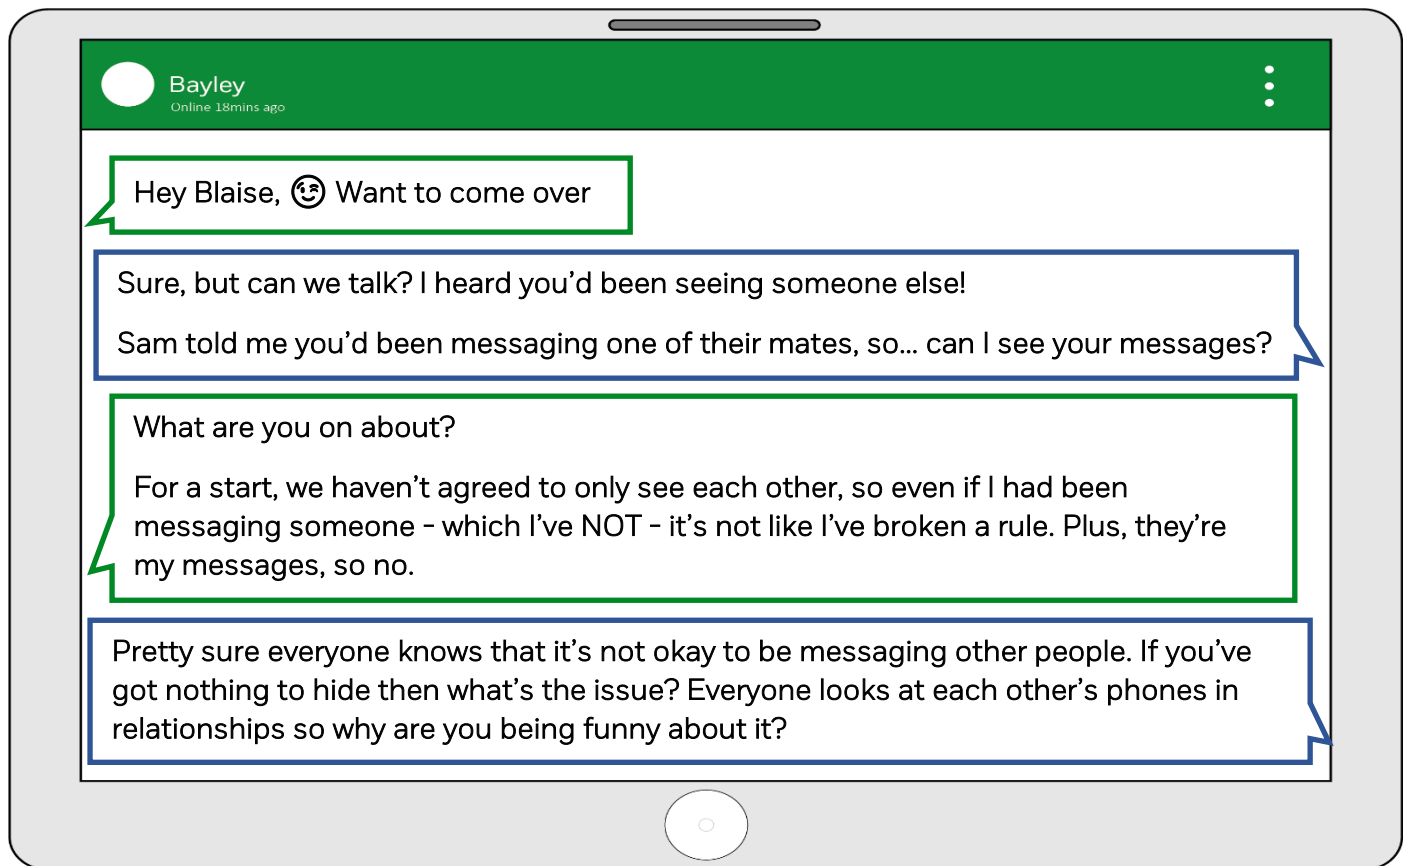 Bayley
Online 18mins ago
Hey Blaise, 😉 Want to come over
Sure, but can we talk? I heard you’d been seeing someone else!
Sam told me you’d been messaging one of their mates, so... can I see your messages?
What are you on about?
For a start, we haven’t agreed to only see each other, so even if I had been
messaging someone - which I’ve NOT - it’s not like I’ve broken a rule. Plus, they’re
my messages, so no.
Pretty sure everyone knows that it’s not okay to be messaging other people. If you’ve
got nothing to hide then what’s the issue? Everyone looks at each other’s phones in
relationships so why are you being funny about it?